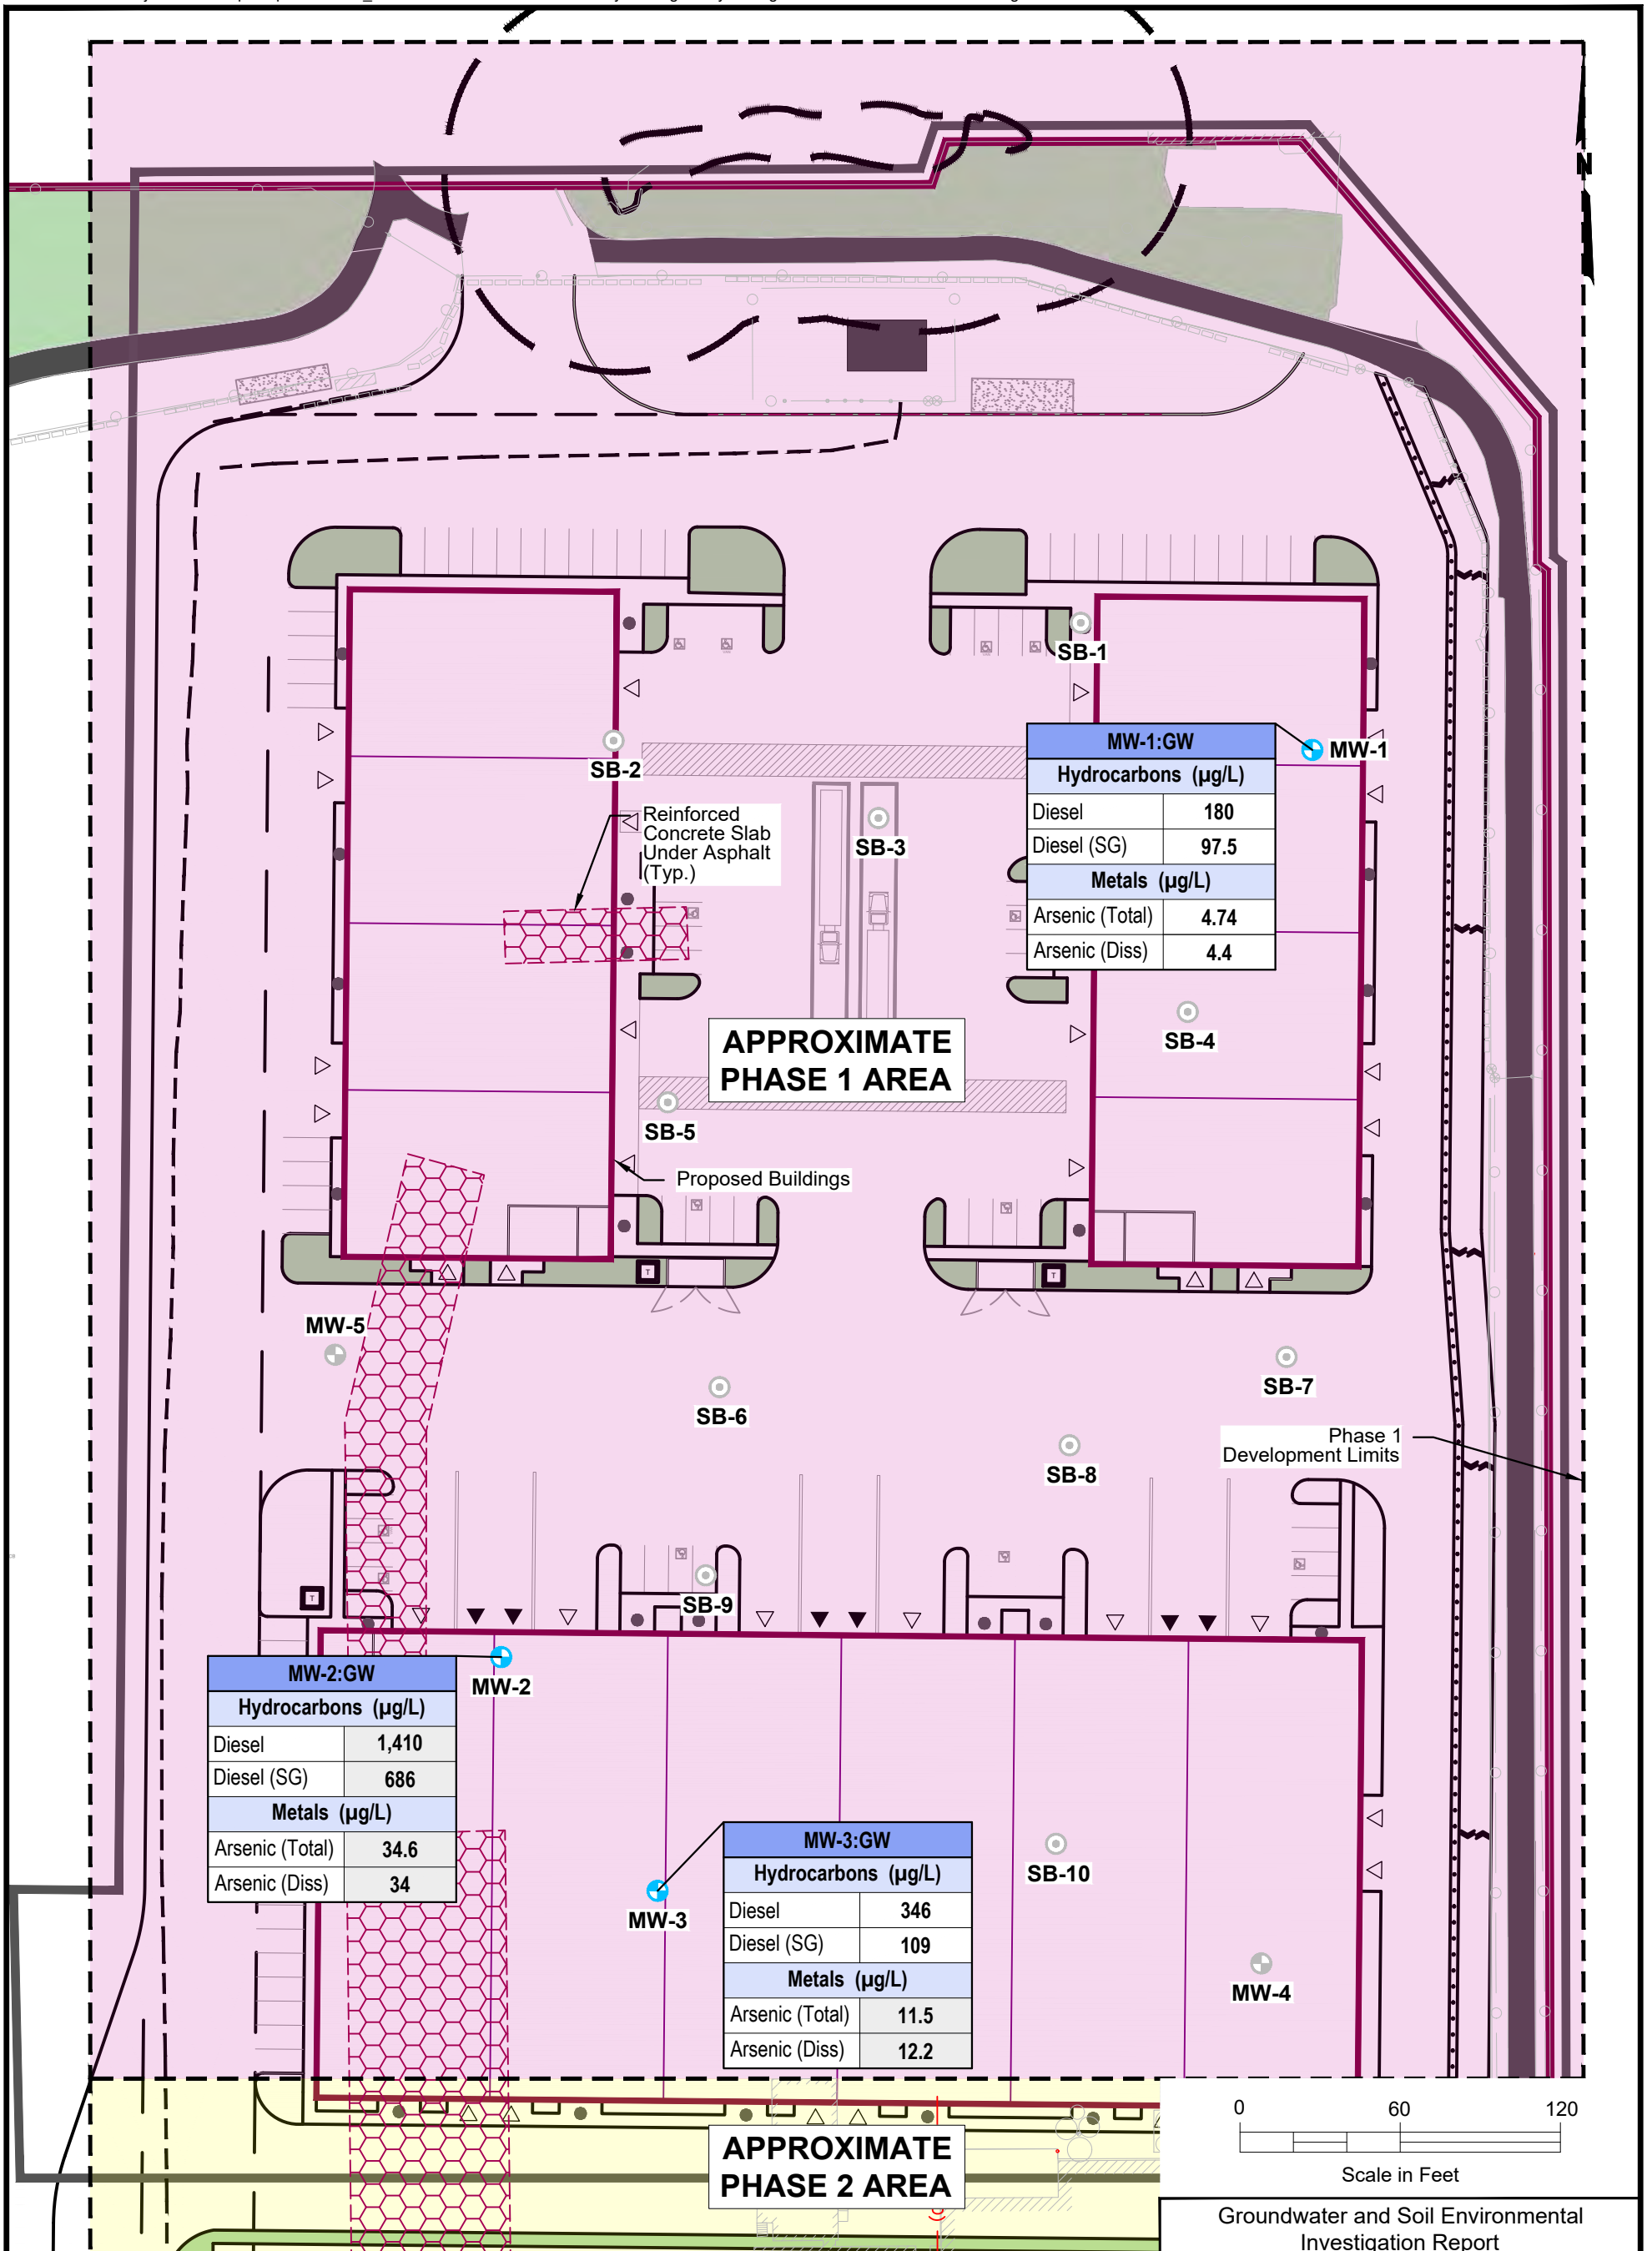 N
SB-1
MW-1:GW
Hydrocarbons (µg/L)
Diesel 180
Diesel (SG) 97.5
Metals (µg/L)
Arsenic (Total) 4.74
Arsenic (Diss) 4.4
MW-1
SB-2
Reinforced
Concrete Slab
Under Asphalt
(Typ.)
SB-3
SB-4
APPROXIMATE
PHASE 1 AREA
SB-5
Proposed Buildings
T
T
MW-5
SB-7
SB-6
Phase 1
Development Limits
SB-8
T
SB-9
MW-2:GW
Hydrocarbons (µg/L)
Diesel 1,410
Diesel (SG) 686
Metals (µg/L)
Arsenic (Total) 34.6
Arsenic (Diss) 34
MW-2
MW-3:GW
Hydrocarbons (µg/L)
Diesel 346
Diesel (SG) 109
Metals (µg/L)
Arsenic (Total) 11.5
Arsenic (Diss) 12.2
MW-3
SB-10
MW-4
0 60 120
Scale in Feet
APPROXIMATE
PHASE 2 AREA
Groundwater and Soil Environmental
Investigation Report